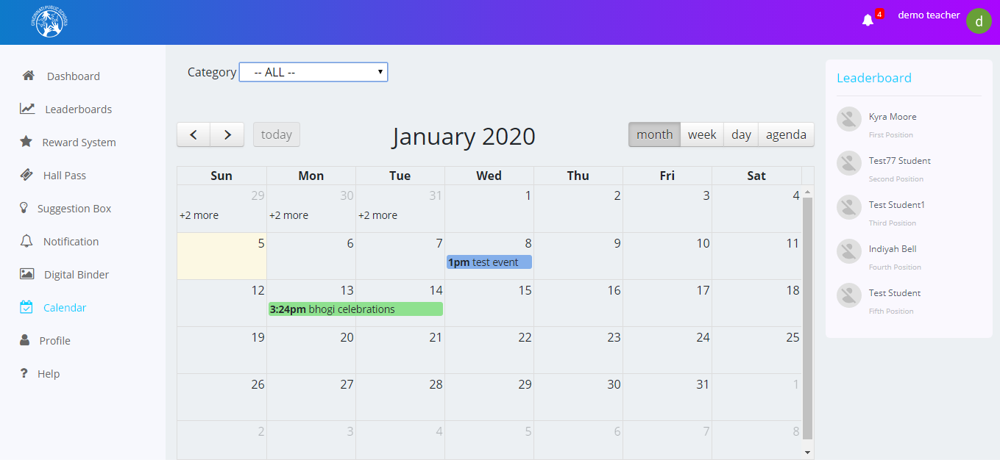 CINCINNATI PUBLIC SCHOOLS
4
demo teacher
d
Dashboard
Leaderboards
Reward System
Hall Pass
Suggestion Box
Notification
Digital Binder
Calendar
Profile
Help
Category -- ALL --
today
January 2020
month week day agenda
Sun Mon Tue Wed Thu Fri Sat
29 30 31 1 2 3 4
+2 more +2 more +2 more
5 6 7 8 9 10 11
1pm test event
12 13 14 15 16 17 18
3:24pm bhogi celebrations
19 20 21 22 23 24 25
26 27 28 29 30 31 1
2 3 4 5 6 7 8
Leaderboard
Kyra Moore
First Position
Test77 Student
Second Position
Test Student1
Third Position
Indiyah Bell
Fourth Position
Test Student
Fifth Position